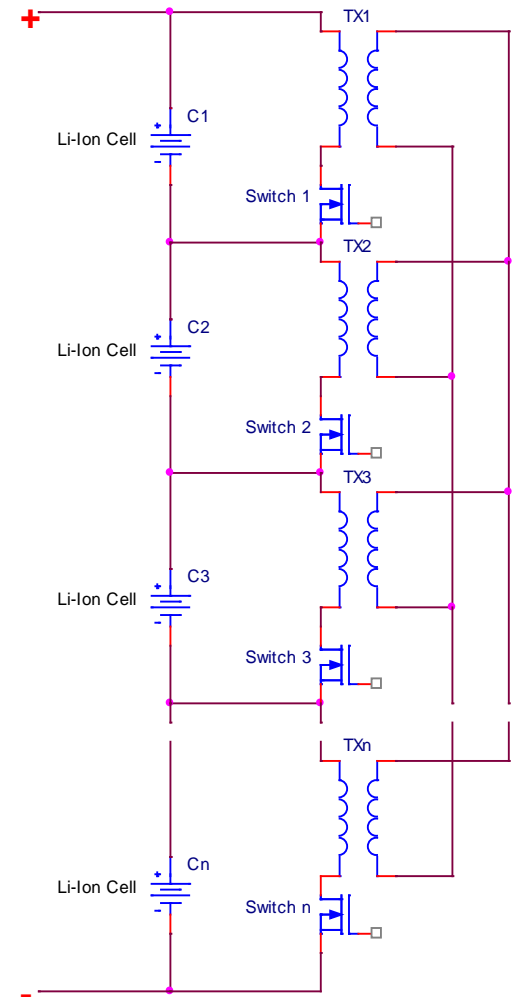 +
TX1
C1
+
Li-Ion Cell
-
Switch 1
TX2
C2
+
Li-Ion Cell
-
Switch 2
TX3
C3
+
Li-Ion Cell
-
Switch 3
TXn
Cn
+
Li-Ion Cell
-
Switch n
-